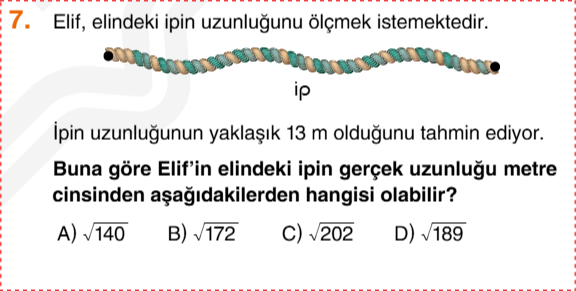 7. Elif, elindeki ipin uzunluğunu ölçmek istemektedir.
ip
İpin uzunluğunun yaklaşık 13 m olduğunu tahmin ediyor.
Buna göre Elif'in elindeki ipin gerçek uzunluğu metre
cinsinden aşağıdakilerden hangisi olabilir?
A) √140 B) √172 C) √202 D) √189